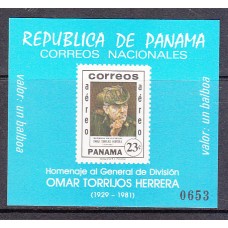 REPUBLICA DE PANAMA
CORREOS NACIONALES
valor: un balboa
valor: un balboa
correos
aéreo
aéreo
23¢
PANAMA
Homenaje al General de División
OMAR TORRIJOS HERRERA
(1929 - 1981)
0653